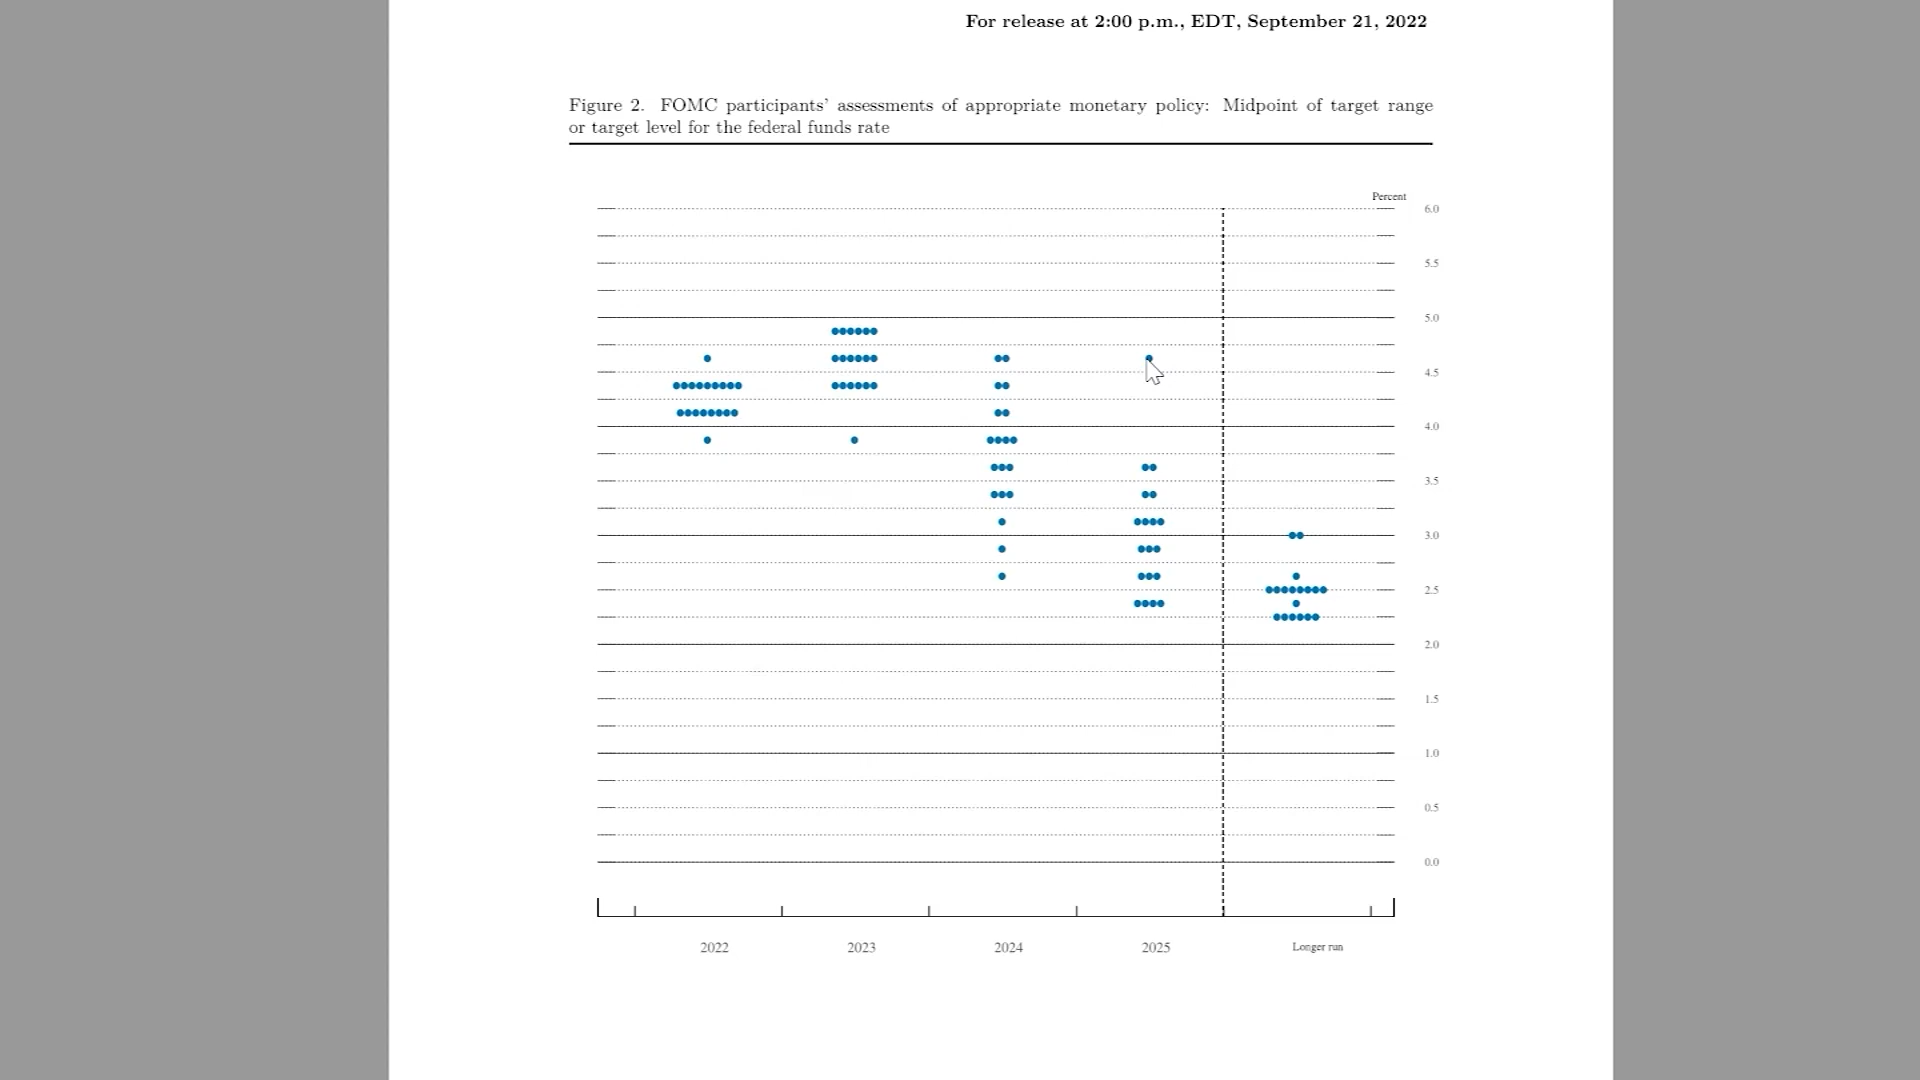 For release at 2:00 p.m., EDT, September 21, 2022
Figure 2. FOMC participants' assessments of appropriate monetary policy: Midpoint of target range
or target level for the federal funds rate
Percent
6.0
5.5
5.0
4.5
4.0
3.5
3.0
2.5
2.0
1.5
1.0
0.5
0.0
2022 2023 2024 2025 Longer run